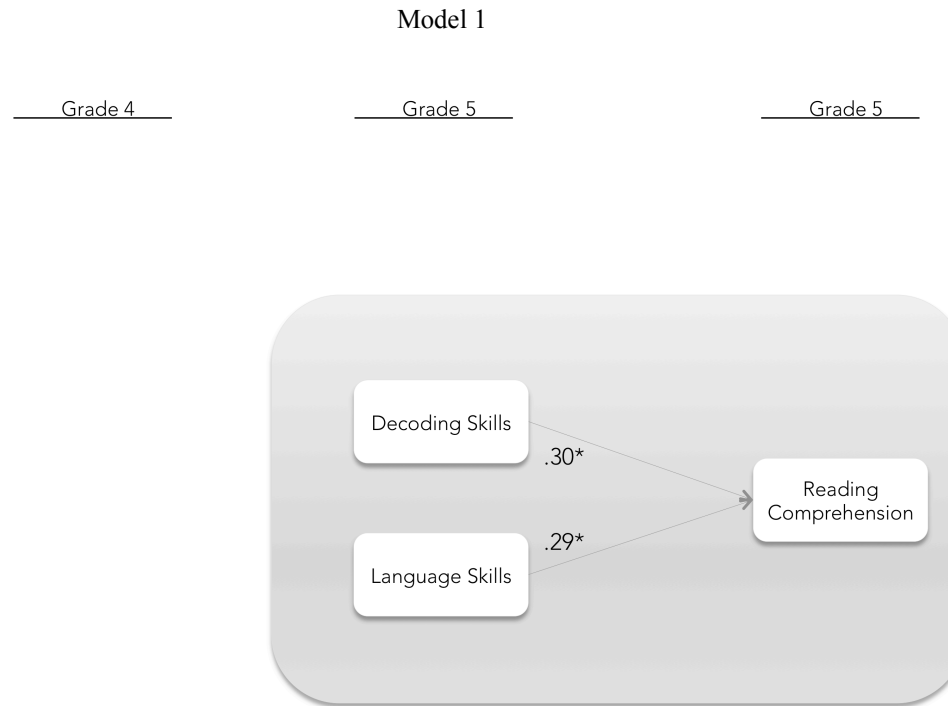 Model 1
Grade 4
Grade 5
Grade 5
Decoding Skills
.30*
Reading
Comprehension
.29*
Language Skills